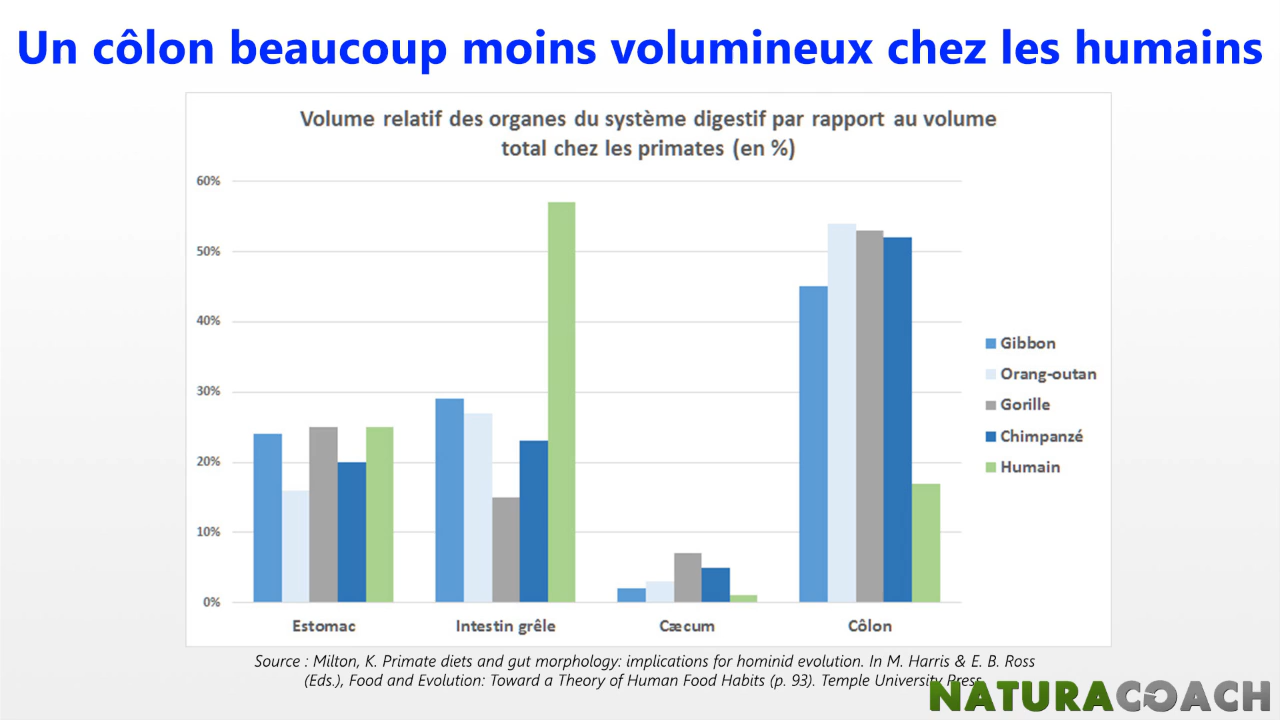 Un côlon beaucoup moins volumineux chez les humains
Volume relatif des organes du système digestif par rapport au volume
total chez les primates (en %)
60%
50%
40%
30%
20%
10%
0%
Estomac
Intestin grêle
Cæcum
Côlon
Gibbon
Orang-outan
Gorille
Chimpanzé
Humain
Source : Milton, K. Primate diets and gut morphology: implications for hominid evolution. In M. Harris & E. B. Ross
(Eds.), Food and Evolution: Toward a Theory of Human Food Habits (p. 93). Temple University Press.
NATURACOACH